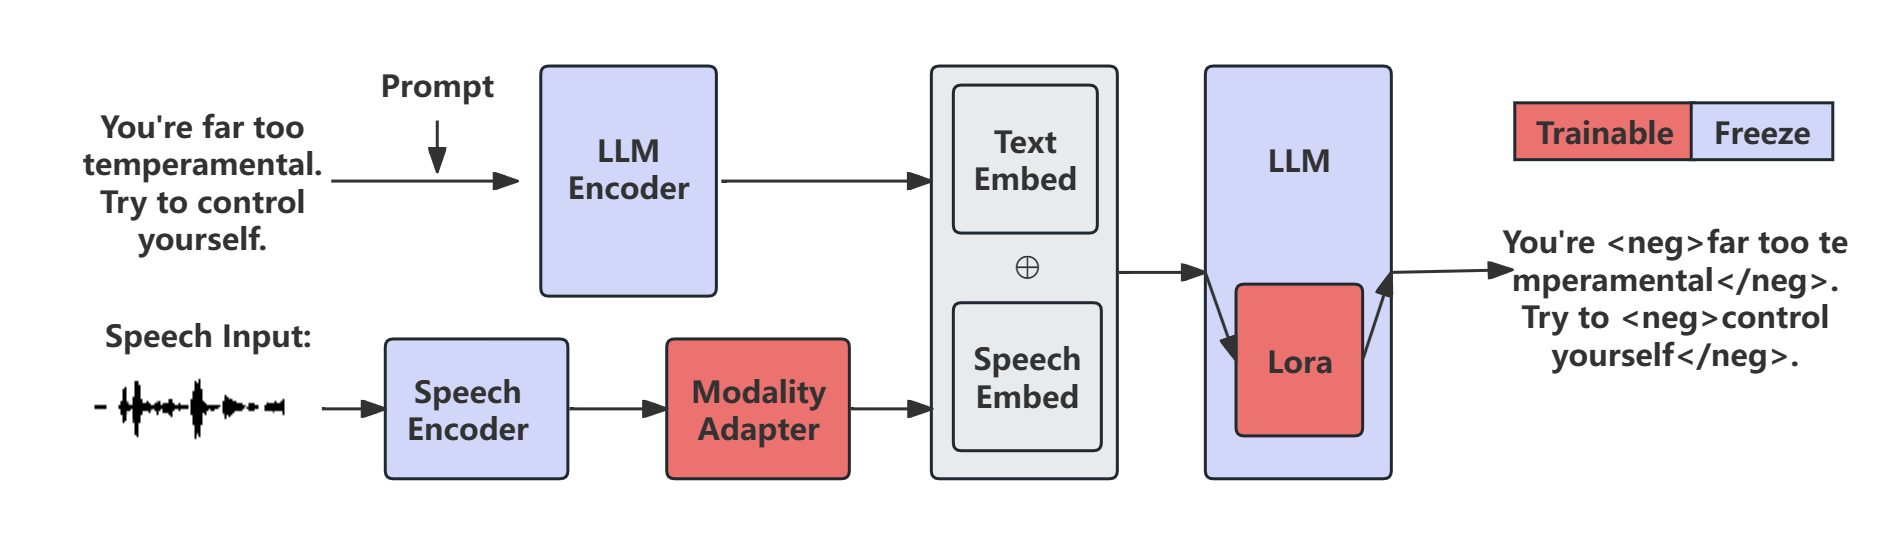 Prompt
You're far too
temperamental.
Try to control
yourself.
Speech Input:
LLM
Encoder
Speech
Encoder
Modality
Adapter
Text
Embed
⊕
Speech
Embed
LLM
Lora
Trainable
Freeze
You're <neg>far too te
mperamental</neg>.
Try to <neg>control
yourself</neg>.